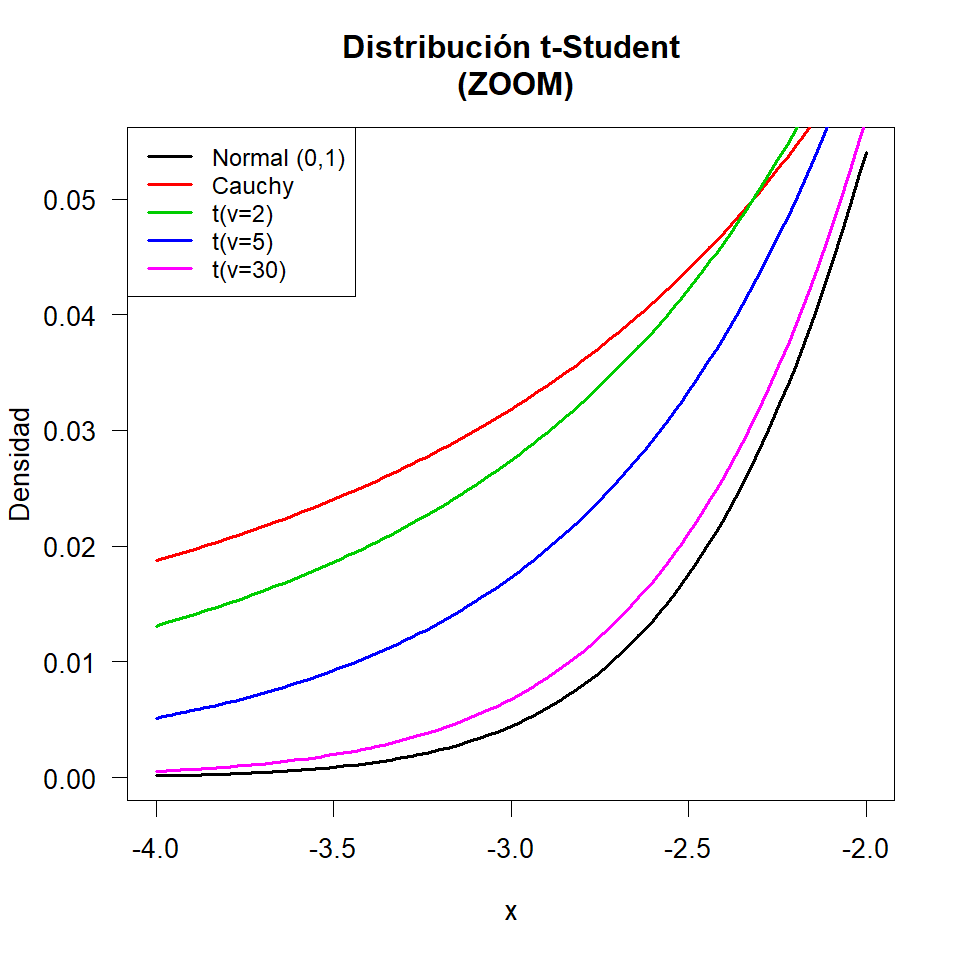 Distribución t-Student
(ZOOM)
Normal (0,1)
Cauchy
t(v=2)
t(v=5)
t(v=30)
Densidad
0.05
0.04
0.03
0.02
0.01
0.00
-4.0 -3.5 -3.0 -2.5 -2.0
x